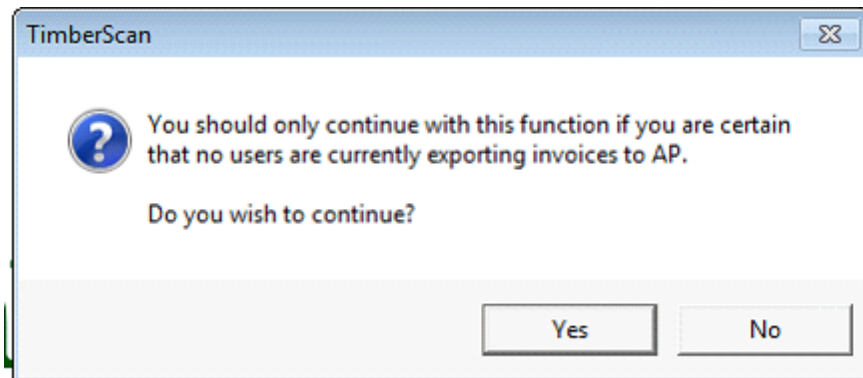 TimberScan
You should only continue with this function if you are certain
that no users are currently exporting invoices to AP.
Do you wish to continue?
Yes
No